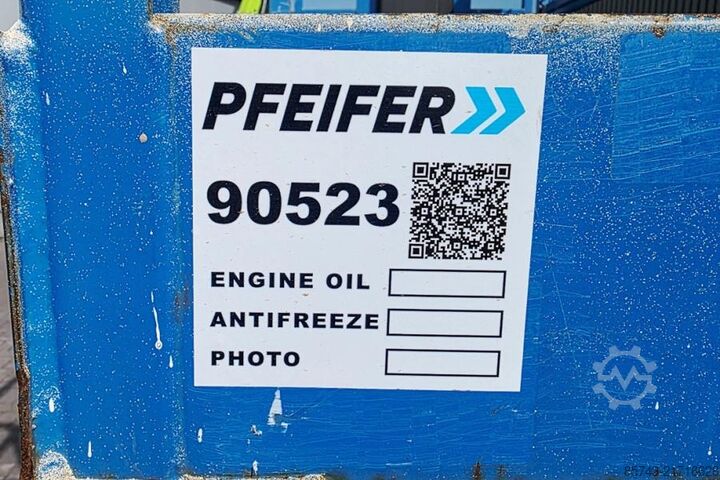 PFEIFER
90523
ENGINE OIL
ANTIFREEZE
PHOTO